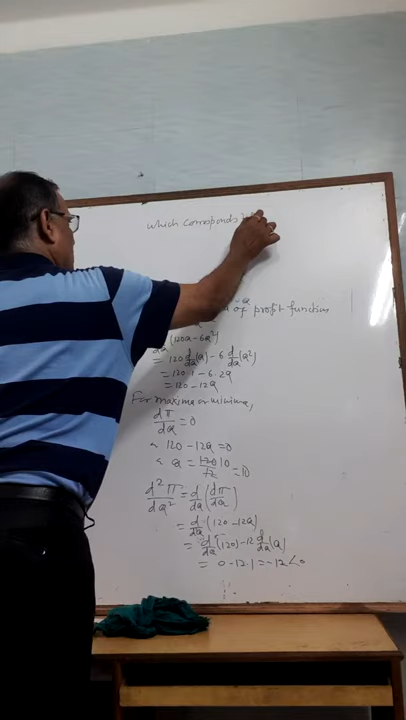 which corresponds
of profit function
(120Q-6Q²)
= 120 d/dQ (Q) - 6 d/dQ (Q²)
= 120.1 - 6.2Q
= 120 - 12Q
For maxima or minima,
dπ/dQ = 0
120 - 12Q = 0
Q = 120/12 10 = 10
d²π/dQ² = d/dQ (dπ/dQ)
= d/dQ (120 - 12Q)
= d/dQ (120) - 12 d/dQ (Q)
= 0 - 12.1 = -12 < 0